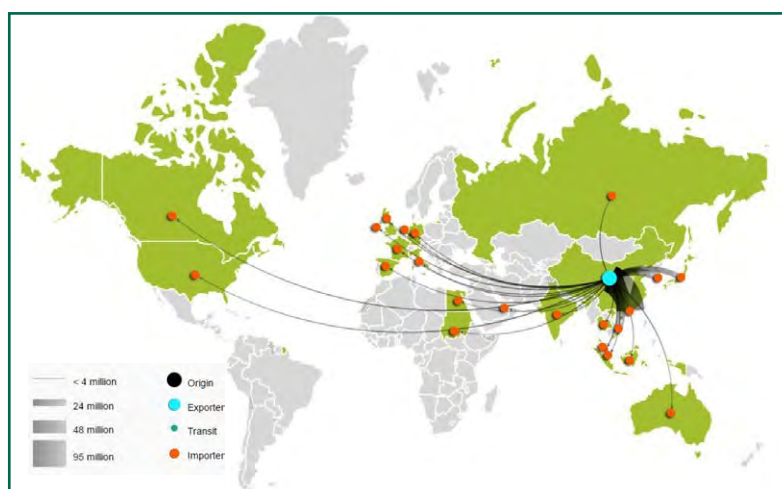 < 4 million
24 million
48 million
95 million
Origin
Exporter
Transit
Importer